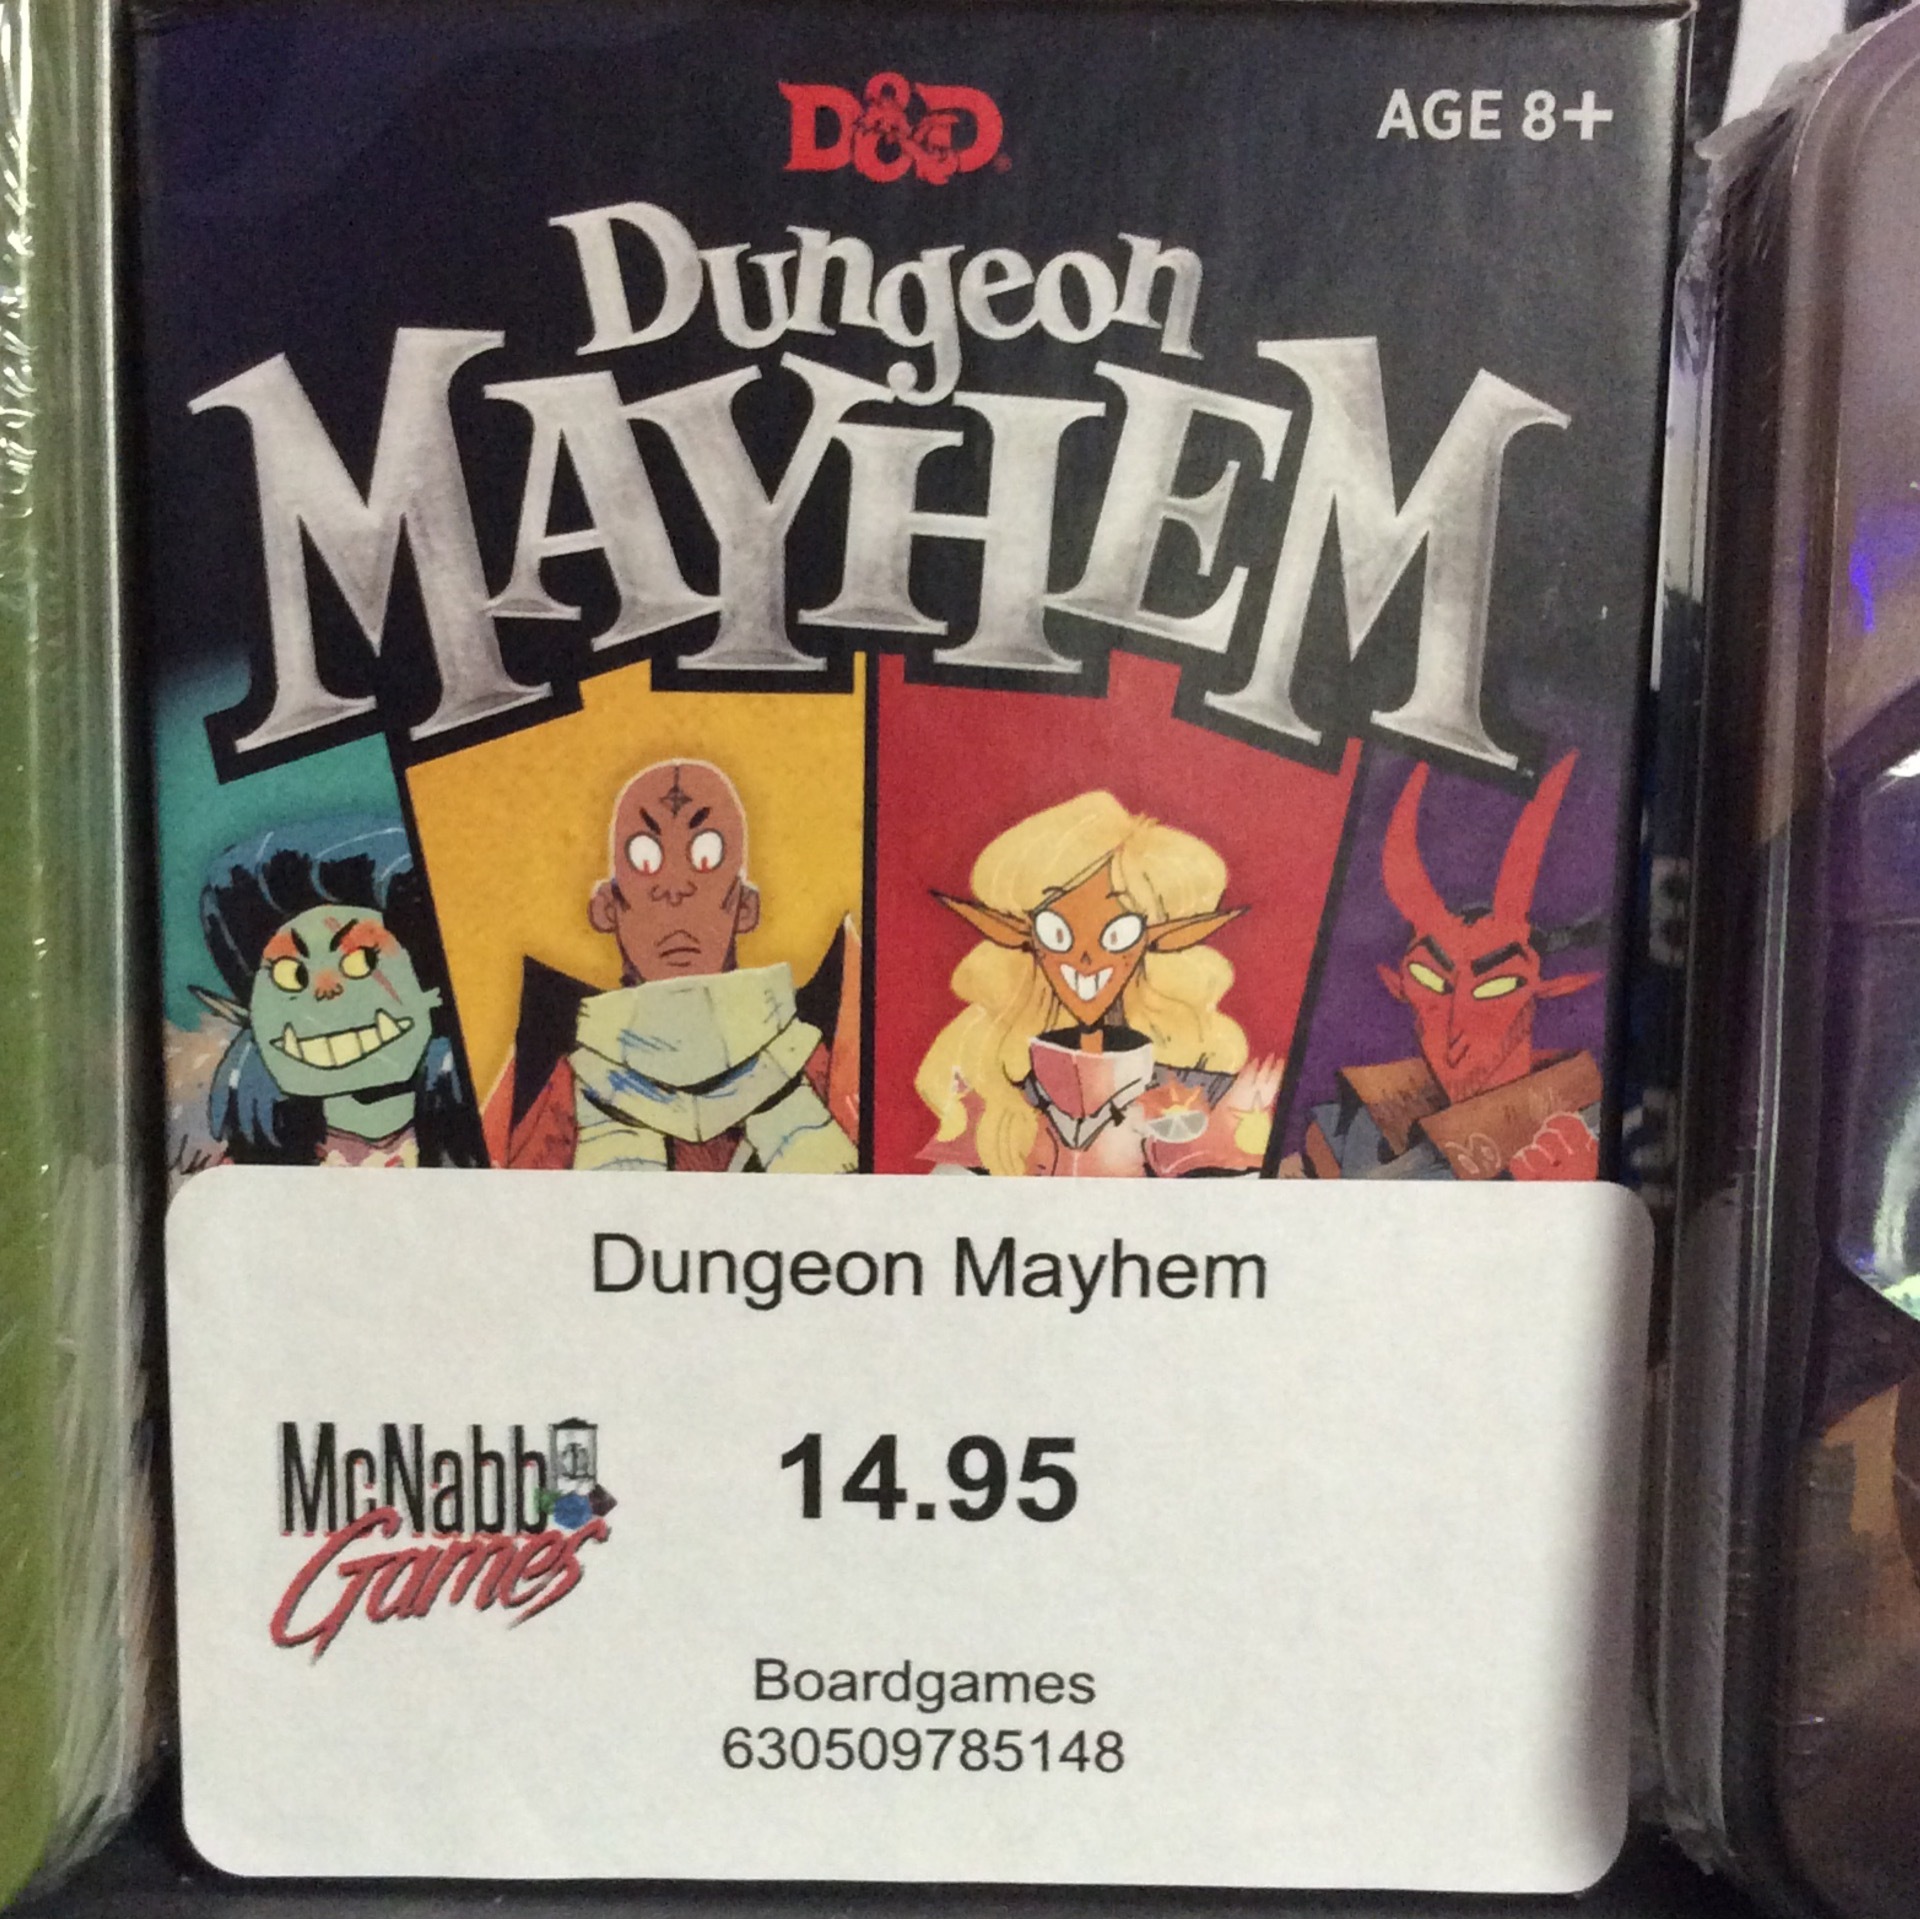 D&D
AGE 8+
Dungeon
MAYHEM
Dungeon Mayhem
McNabb
Games
14.95
Boardgames
630509785148